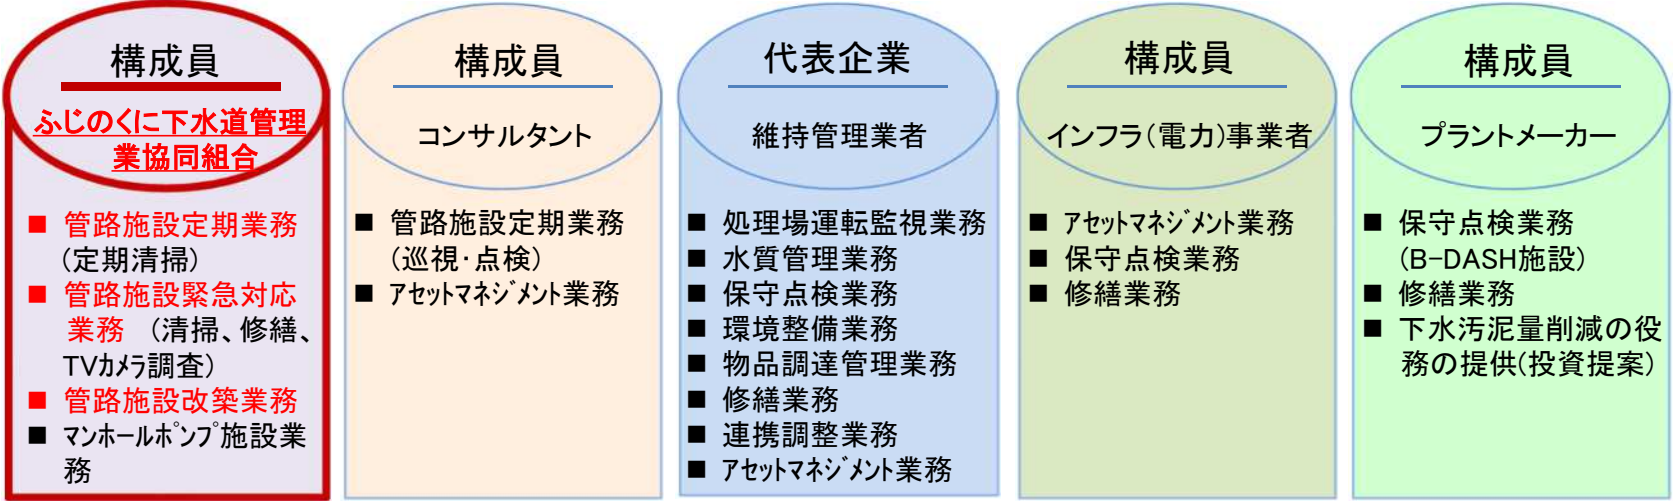 構成員
ふじのくに下水道管理
業協同組合
■ 管路施設定期業務
(定期清掃)
■ 管路施設緊急対応
業務 (清掃、修繕、
TVｶﾒﾗ調査)
■ 管路施設改築業務
■ ﾏﾝﾎｰﾙﾎﾟﾝﾌﾟ施設業
務
構成員
コンサルタント
■ 管路施設定期業務
(巡視･点検)
■ ｱｾｯﾄﾏﾈｼﾞﾒﾝﾄ業務
代表企業
維持管理業者
■ 処理場運転監視業務
■ 水質管理業務
■ 保守点検業務
■ 環境整備業務
■ 物品調達管理業務
■ 修繕業務
■ 連携調整業務
■ ｱｾｯﾄﾏﾈｼﾞﾒﾝﾄ業務
構成員
インフラ(電力)事業者
■ ｱｾｯﾄﾏﾈｼﾞﾒﾝﾄ業務
■ 保守点検業務
■ 修繕業務
構成員
プラントメーカー
■ 保守点検業務
(B-DASH施設)
■ 修繕業務
■ 下水汚泥量削減の役
務の提供(投資提案)